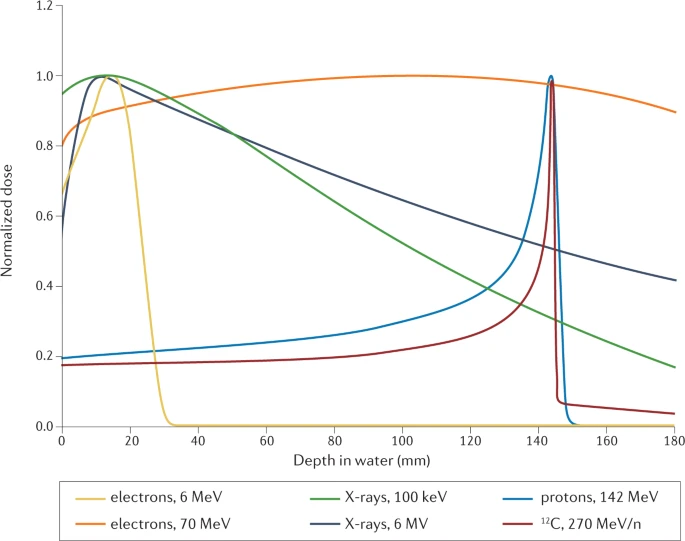 1.2
1.0
0.8
0.6
0.4
0.2
0.0
Normalized dose
0 20 40 60 80 100 120 140 160 180
Depth in water (mm)
electrons, 6 MeV X-rays, 100 keV protons, 142 MeV
electrons, 70 MeV X-rays, 6 MV ¹²C, 270 MeV/n